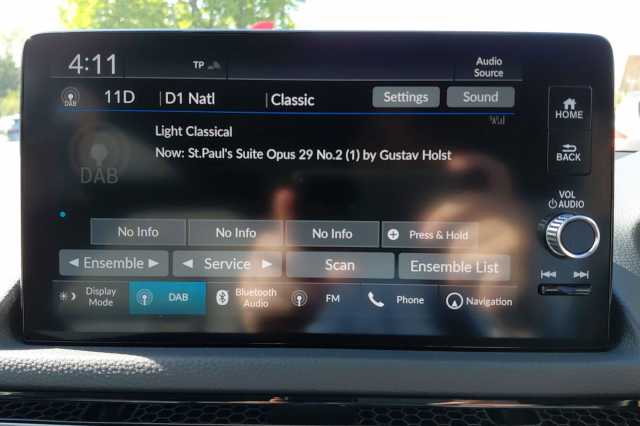 4:11
TP
Audio Source
DAB
11D
D1 Natl
Classic
Settings
Sound
Light Classical
Now: St.Paul's Suite Opus 29 No.2 (1) by Gustav Holst
DAB
HOME
BACK
VOL
AUDIO
No Info
No Info
No Info
Press & Hold
Ensemble
Service
Scan
Ensemble List
Display Mode
DAB
Bluetooth Audio
FM
Phone
Navigation